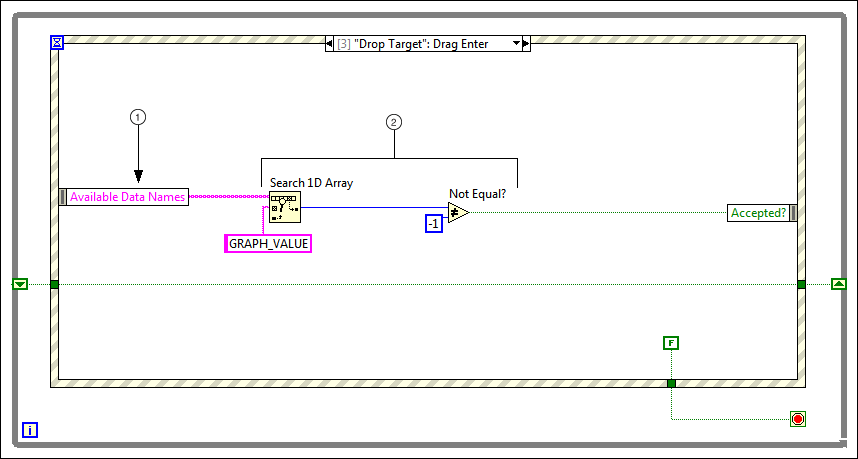 [3] "Drop Target": Drag Enter
1
2
Search 1D Array
Not Equal?
Available Data Names
≠
Accepted?
-1
GRAPH_VALUE
F
i